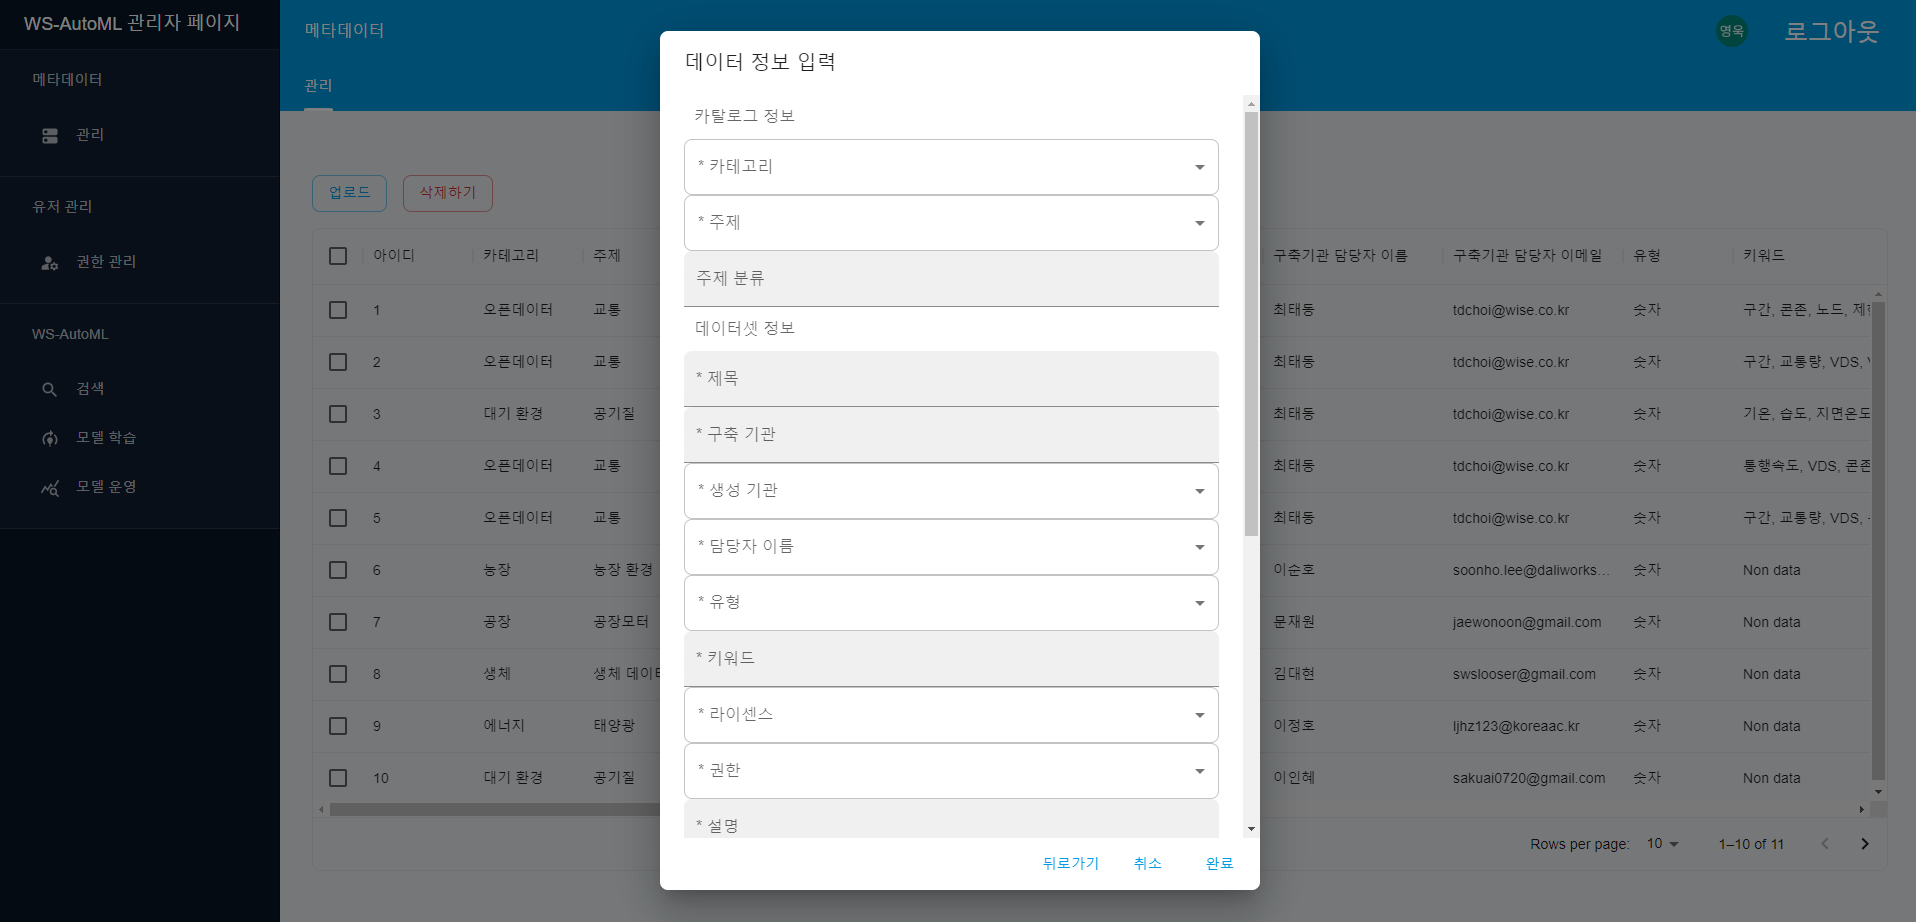 WS-AutoML 관리자 페이지
메타데이터
관리
유저 관리
권한 관리
WS-AutoML
검색
모델 학습
모델 운영
메타데이터
영욱
로그아웃
관리
업로드
삭제하기
아이디 카테고리 주제 구축기관 담당자 이름 구축기관 담당자 이메일 유형 키워드
1 오픈데이터 교통 최태동 tdchoi@wise.co.kr 숫자 구간, 콘존, 노드,
2 오픈데이터 교통 최태동 tdchoi@wise.co.kr 숫자 구간, 교통량, VDS,
3 대기 환경 공기질 최태동 tdchoi@wise.co.kr 숫자 기온, 습도, 지면온도
4 오픈데이터 교통 최태동 tdchoi@wise.co.kr 숫자 통행속도, VDS, 콘존
5 오픈데이터 교통 최태동 tdchoi@wise.co.kr 숫자 구간, 교통량, VDS,
6 농장 농장 환경 이순호 soonho.lee@daliworks... 숫자 Non data
7 공장 공장모터 문재원 jaewonoon@gmail.com 숫자 Non data
8 생체 생체 데이터 김대현 swslooser@gmail.com 숫자 Non data
9 에너지 태양광 이정호 ljhz123@koreaac.kr 숫자 Non data
10 대기 환경 공기질 이인혜 sakuai0720@gmail.com 숫자 Non data
Rows per page: 10 1–10 of 11
데이터 정보 입력
카탈로그 정보
* 카테고리
* 주제
주제 분류
데이터셋 정보
* 제목
* 구축 기관
* 생성 기관
* 담당자 이름
* 유형
* 키워드
* 라이센스
* 권한
* 설명
뒤로가기 취소 완료